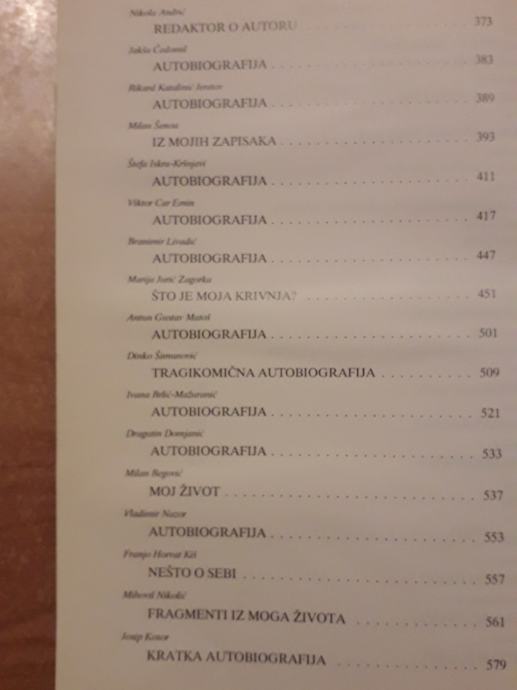 Nikola Andrić
REDAKTOR O AUTORU . . . . . . . . . . . . . . . . . 373
Jakša Čedomil
AUTOBIOGRAFIJA . . . . . . . . . . . . . . . . . . . 383
Rikard Katalinić Jeretov
AUTOBIOGRAFIJA . . . . . . . . . . . . . . . . . . . 389
Milan Šenoa
IZ MOJIH ZAPISAKA . . . . . . . . . . . . . . . . . . 393
Štefa Iskra-Kršnjavi
AUTOBIOGRAFIJA . . . . . . . . . . . . . . . . . . . 411
Viktor Car Emin
AUTOBIOGRAFIJA . . . . . . . . . . . . . . . . . . . 417
Branimir Livadić
AUTOBIOGRAFIJA . . . . . . . . . . . . . . . . . . . 447
Marija Jurić Zagorka
ŠTO JE MOJA KRIVNJA? . . . . . . . . . . . . . . . . 451
Antun Gustav Matoš
AUTOBIOGRAFIJA . . . . . . . . . . . . . . . . . . . 501
Dinko Šimunović
TRAGIKOMIČNA AUTOBIOGRAFIJA . . . . . . . . . . 509
Ivana Brlić-Mažuranić
AUTOBIOGRAFIJA . . . . . . . . . . . . . . . . . . . 521
Dragutin Domjanić
AUTOBIOGRAFIJA . . . . . . . . . . . . . . . . . . . 533
Milan Begović
MOJ ŽIVOT . . . . . . . . . . . . . . . . . . . . . . . 537
Vladimir Nazor
AUTOBIOGRAFIJA . . . . . . . . . . . . . . . . . . . 553
Franjo Horvat Kiš
NEŠTO O SEBI . . . . . . . . . . . . . . . . . . . . . 557
Mihovil Nikolić
FRAGMENTI IZ MOGA ŽIVOTA . . . . . . . . . . . . 561
Josip Kosor
KRATKA AUTOBIOGRAFIJA . . . . . . . . . . . . . . 579